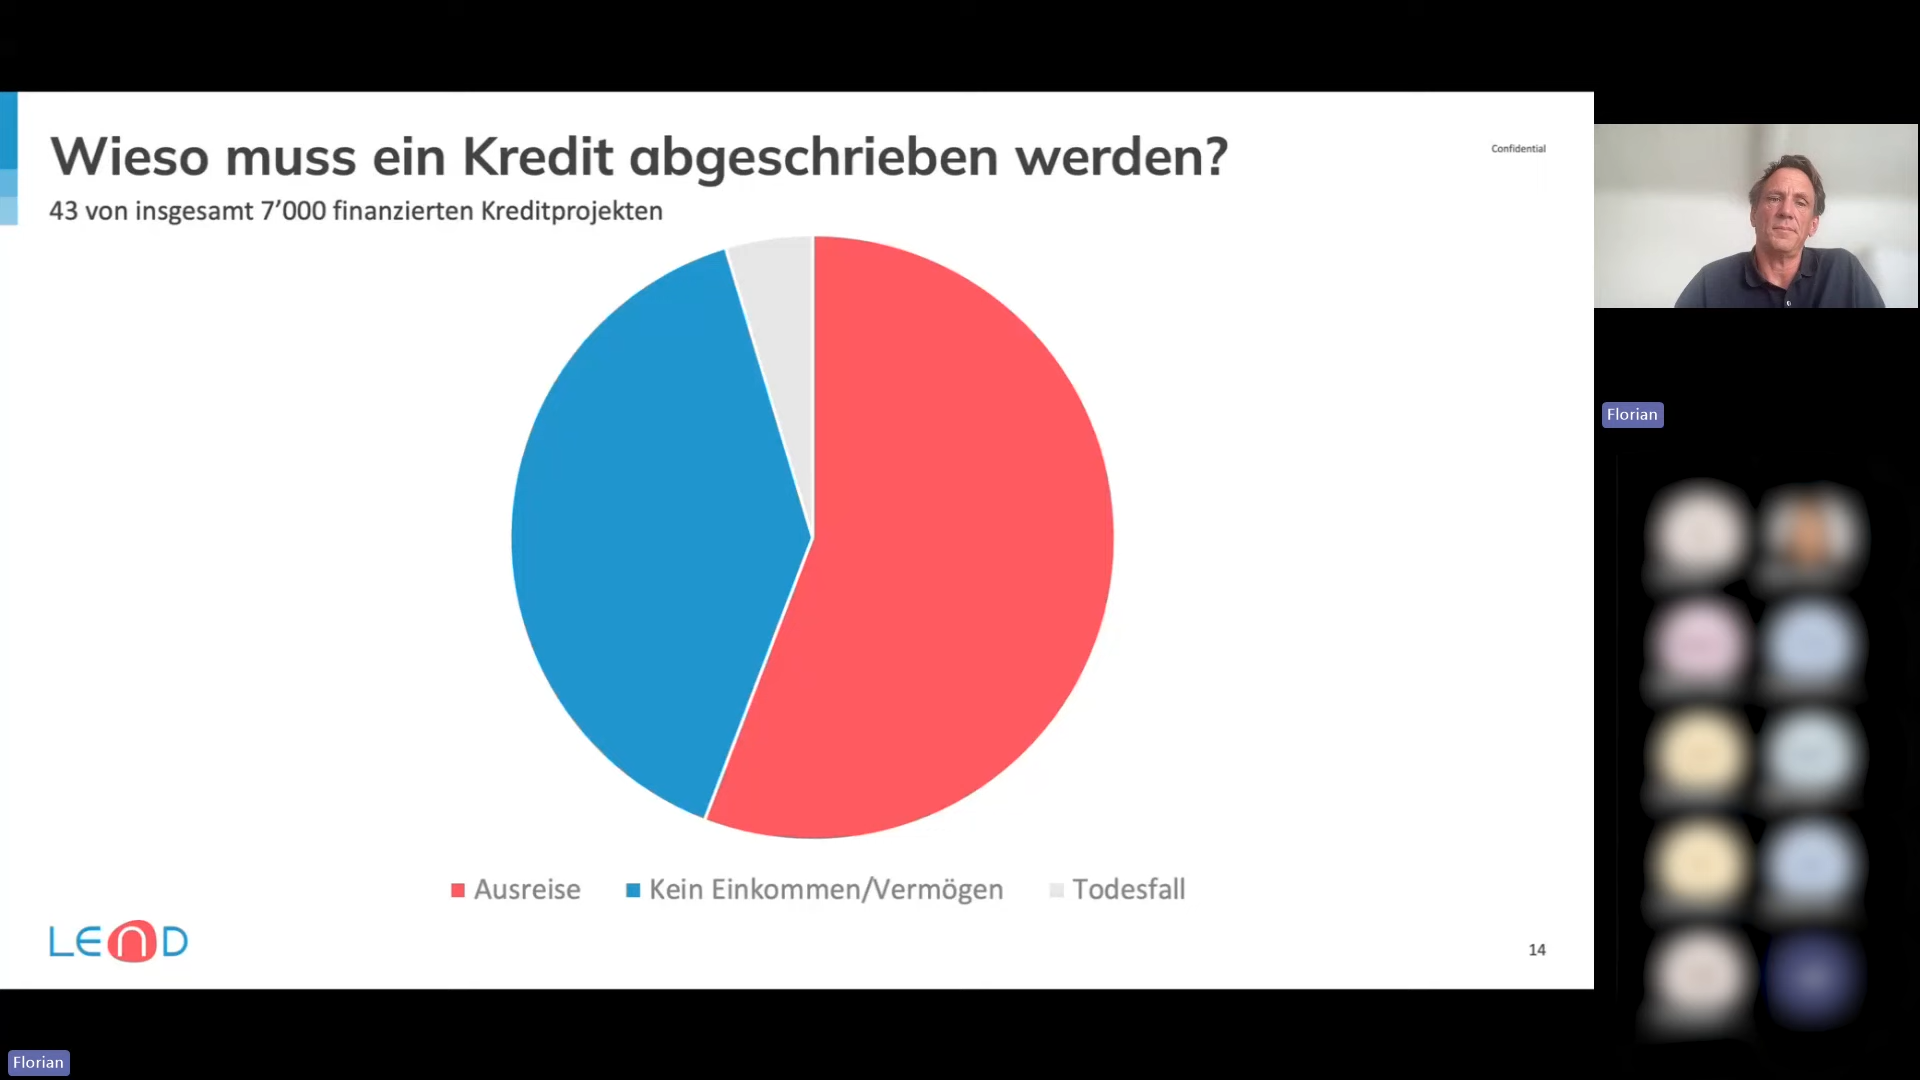 Wieso muss ein Kredit abgeschrieben werden?
Confidential
43 von insgesamt 7’000 finanzierten Kreditprojekten
Ausreise
Kein Einkommen/Vermögen
Todesfall
LEND
14
Florian
Florian